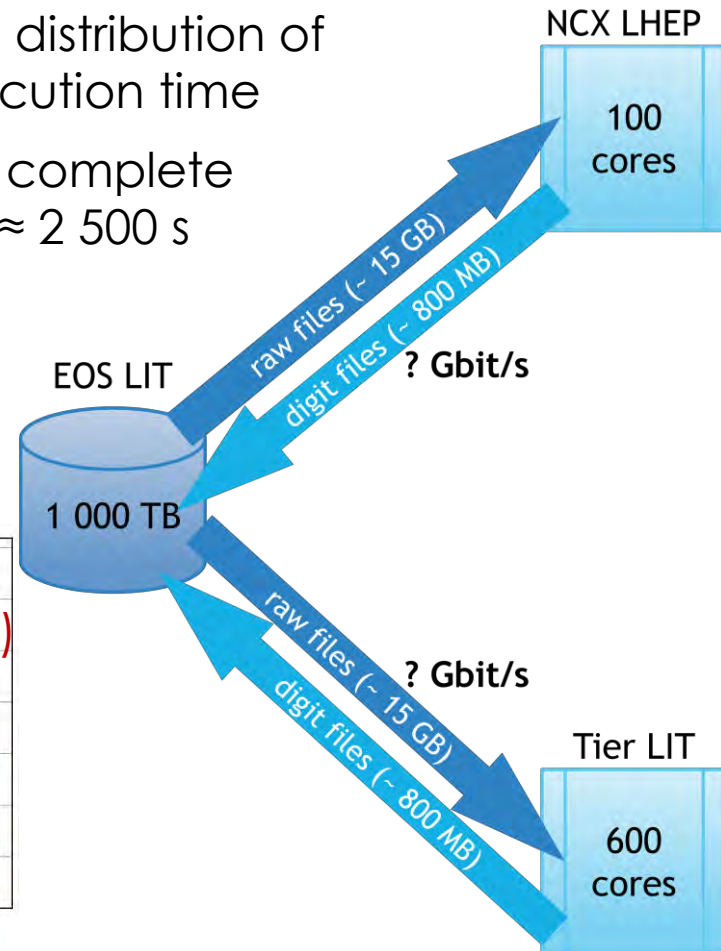 distribution of
cution time
complete
≈ 2 500 s
NCX LHEP
100
cores
raw files (~ 15 GB)
digit files (~ 800 MB)
? Gbit/s
EOS LIT
1 000 TB
)
raw files (~ 15 GB)
digit files (~ 800 MB)
? Gbit/s
Tier LIT
600
cores